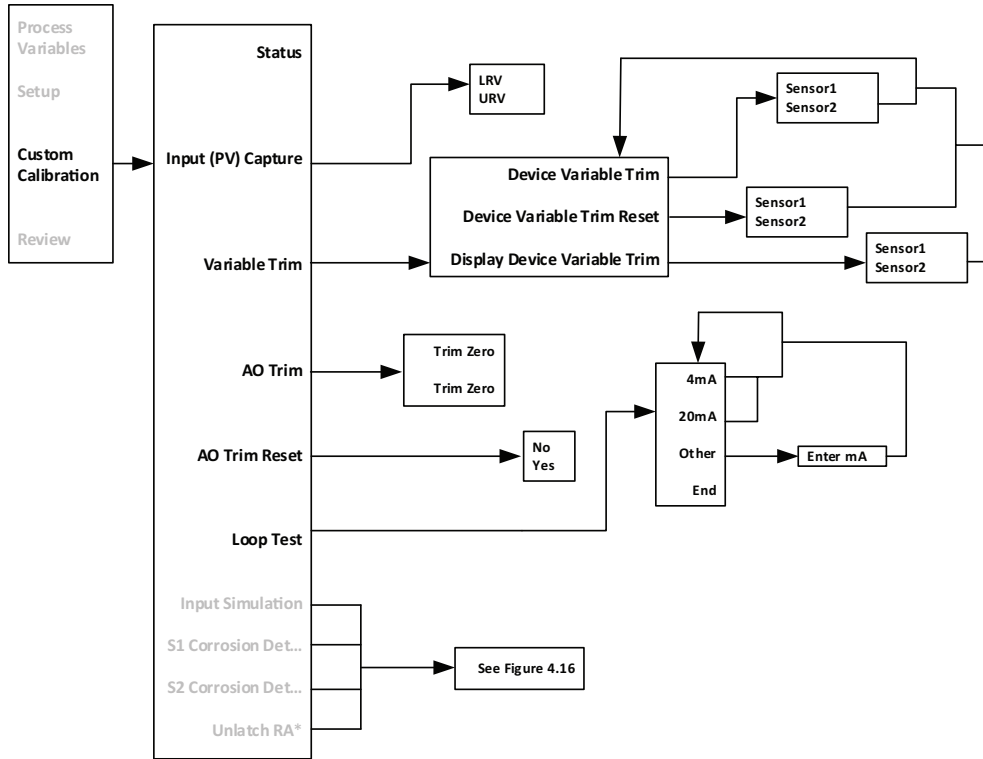 Process
Variables
Setup
Custom
Calibration
Review
Status
Input (PV) Capture
Variable Trim
AO Trim
AO Trim Reset
Loop Test
Input Simulation
S1 Corrosion Det...
S2 Corrosion Det...
Unlatch RA*
LRV
URV
Device Variable Trim
Device Variable Trim Reset
Display Device Variable Trim
Sensor1
Sensor2
Sensor1
Sensor2
Sensor1
Sensor2
Trim Zero
Trim Zero
No
Yes
4mA
20mA
Other
End
Enter mA
See Figure 4.16